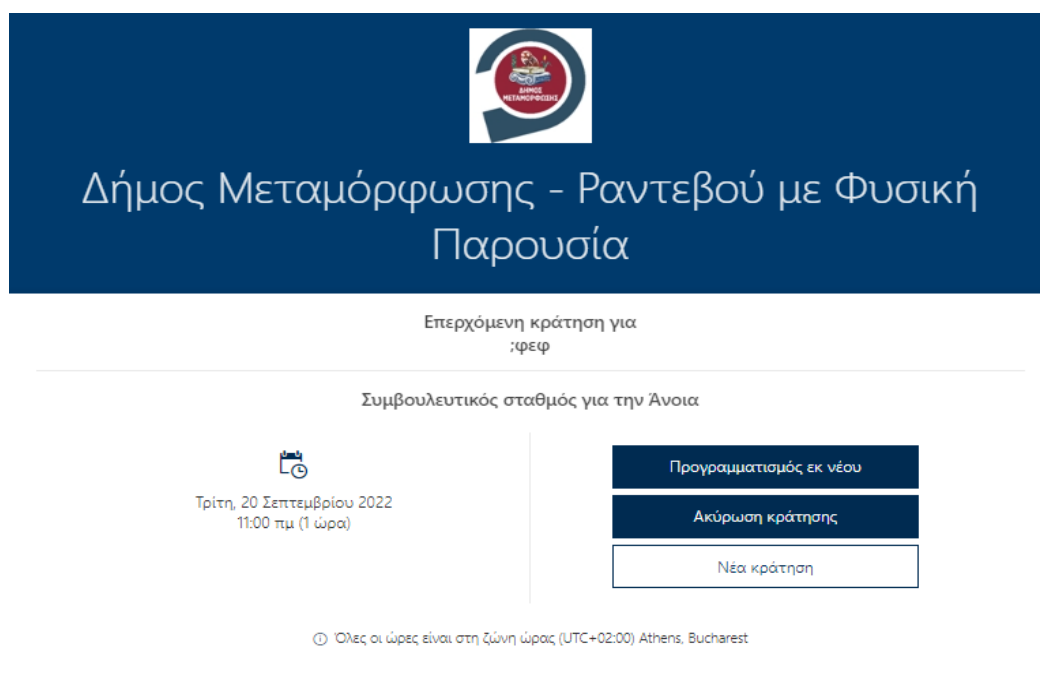 ΔΗΜΟΣ
ΜΕΤΑΜΟΡΦΩΣΗΣ
Δήμος Μεταμόρφωσης - Ραντεβού με Φυσική
Παρουσία
Επερχόμενη κράτηση για
;φεφ
Συμβουλευτικός σταθμός για την Άνοια
Τρίτη, 20 Σεπτεμβρίου 2022
11:00 πμ (1 ώρα)
Προγραμματισμός εκ νέου
Ακύρωση κράτησης
Νέα κράτηση
Όλες οι ώρες είναι στη ζώνη ώρας (UTC+02:00) Athens, Bucharest